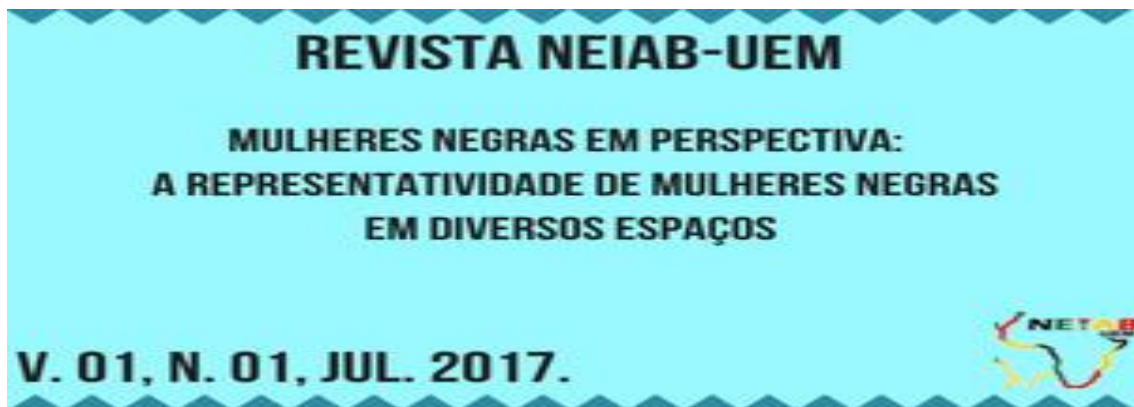 REVISTA NEIAB-UEM
MULHERES NEGRAS EM PERSPECTIVA:
A REPRESENTATIVIDADE DE MULHERES NEGRAS
EM DIVERSOS ESPAÇOS
V. 01, N. 01, JUL. 2017.